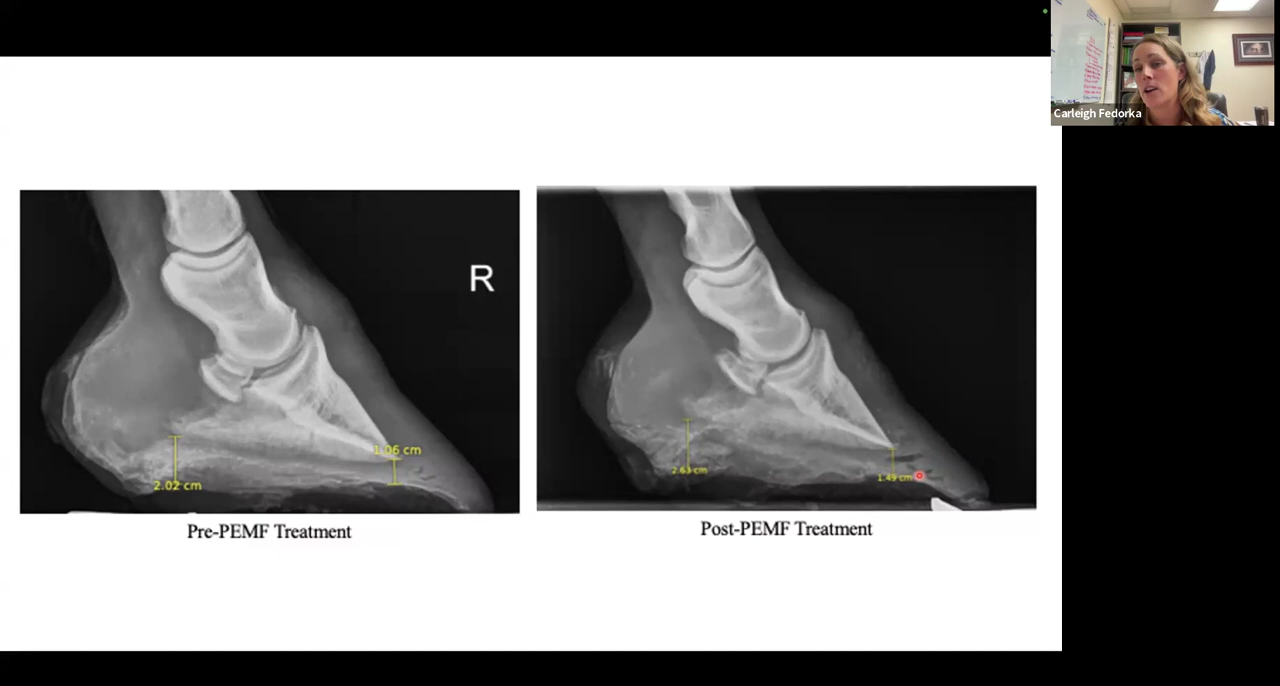 Carleigh Fedorka
R
1.06 cm
2.02 cm
2.63 cm
1.49 cm
Pre-PEMF Treatment
Post-PEMF Treatment